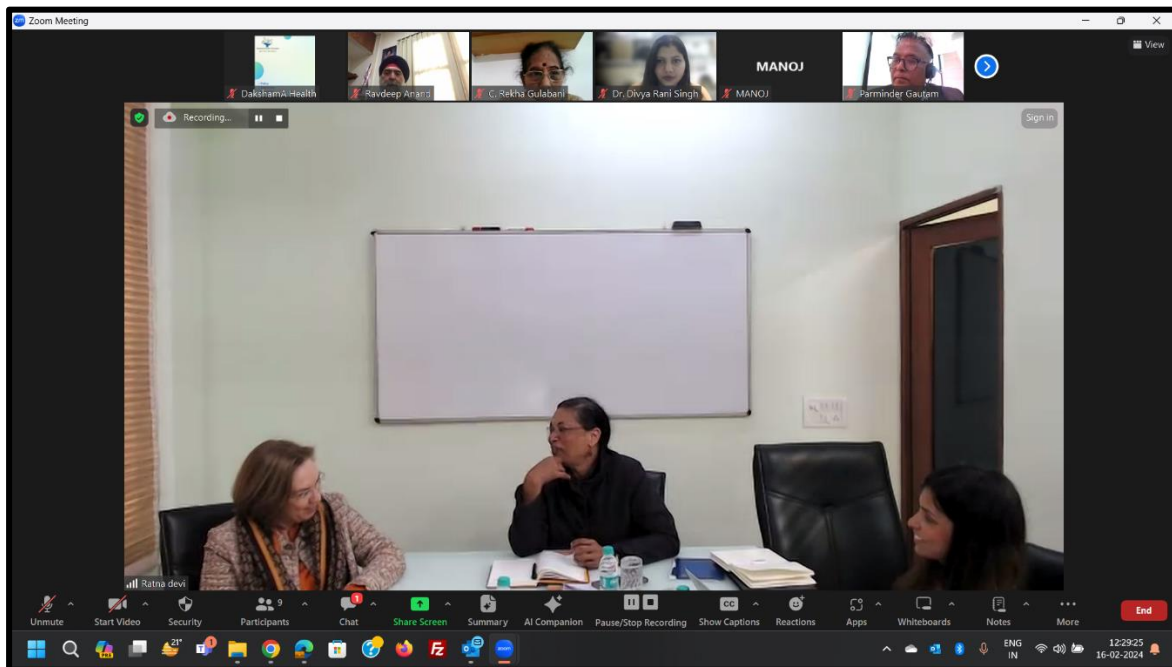 Zoom Meeting
View
DakshamA Health
Ravdeep Anand
C. Rekha Gulabani
Dr. Divya Rani Singh
MANOJ
MANOJ
Parminder Gautam
Recording...
Sign in
Ratna devi
9
1
CC
Unmute
Start Video
Security
Participants
Chat
Share Screen
Summary
AI Companion
Pause/Stop Recording
Show Captions
Reactions
Apps
Whiteboards
Notes
More
End
21°
ENG
IN
12:29:25
16-02-2024